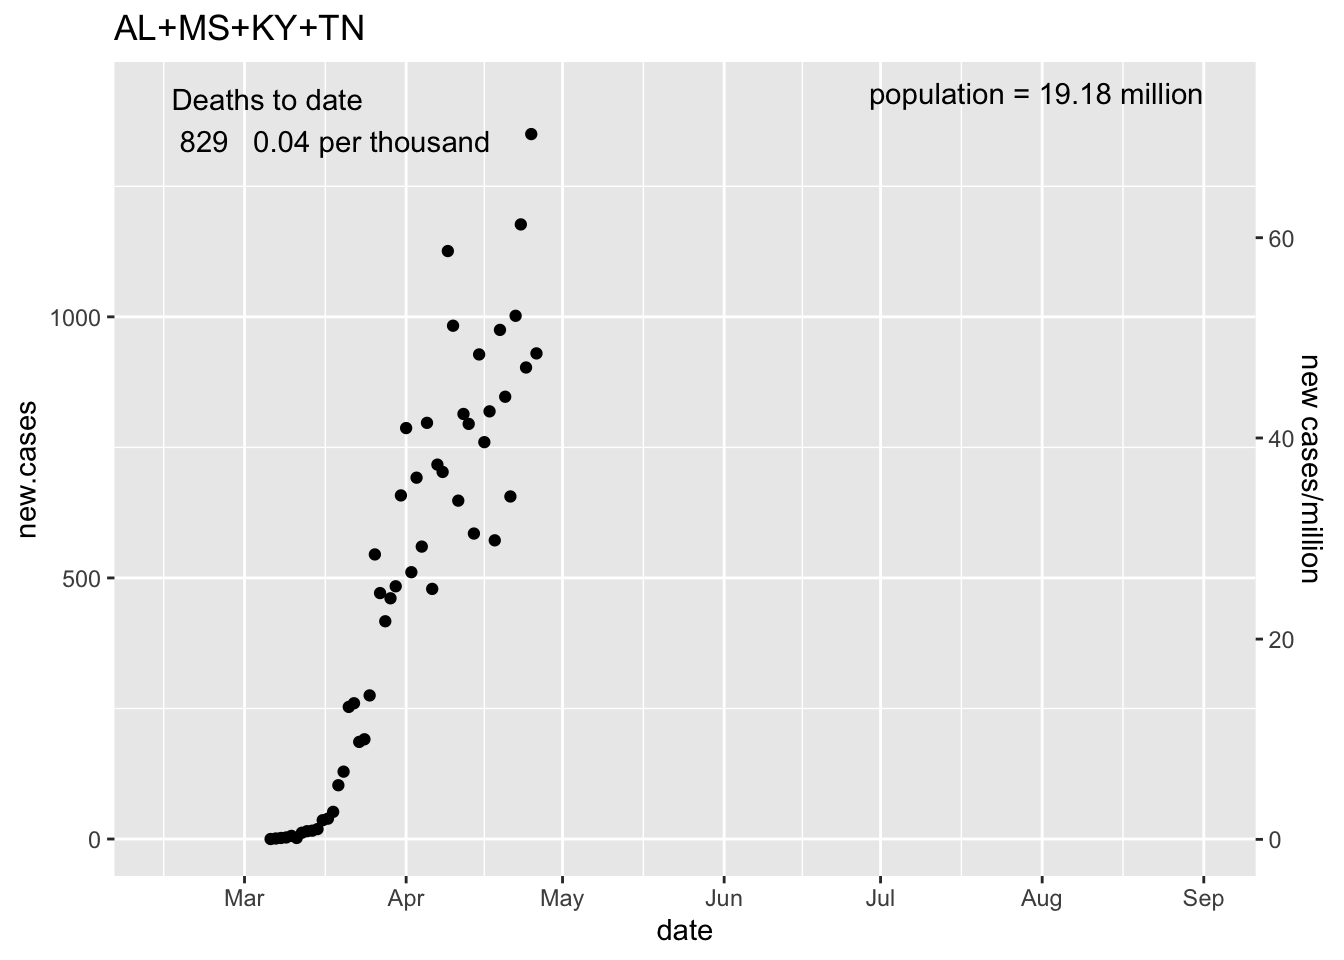 AL+MS+KY+TN
Deaths to date
829 0.04 per thousand
population = 19.18 million
new.cases
1000
500
0
60
40
20
0
new cases/million
Mar Apr May Jun Jul Aug Sep
date